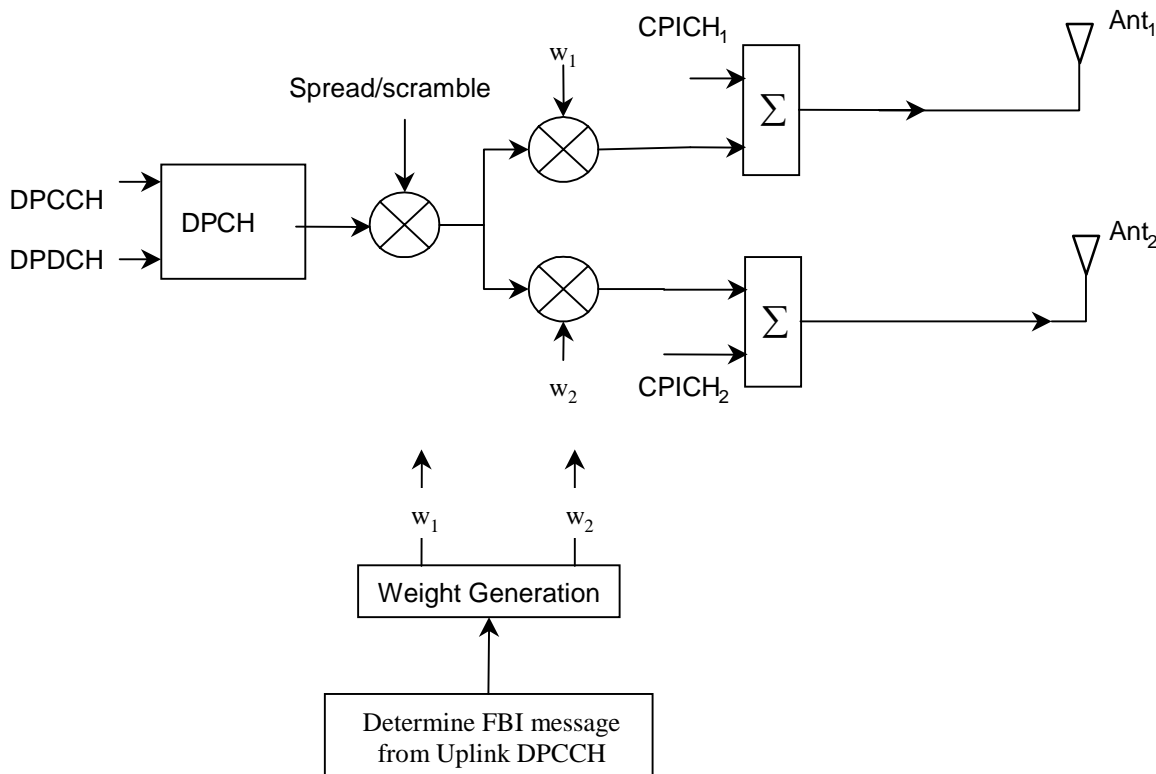 CPICH₁
Ant₁
w₁
Spread/scramble
Σ
DPCCH
DPCH
DPDCH
Ant₂
Σ
w₂
CPICH₂
w₁
w₂
Weight Generation
Determine FBI message
from Uplink DPCCH